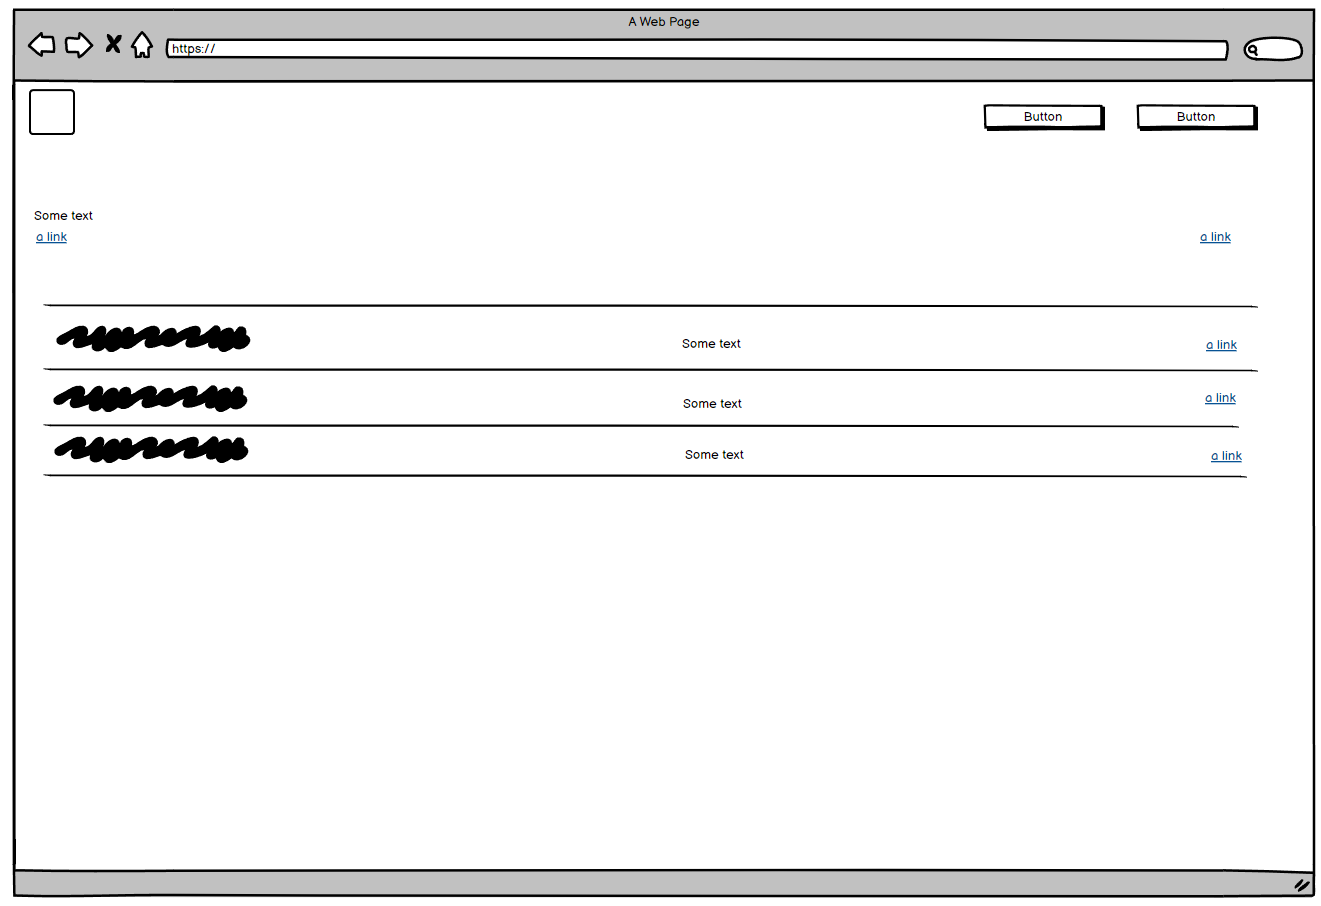 A Web Page
https://
Button Button
Some text
a link a link
Some text a link
Some text a link
Some text a link